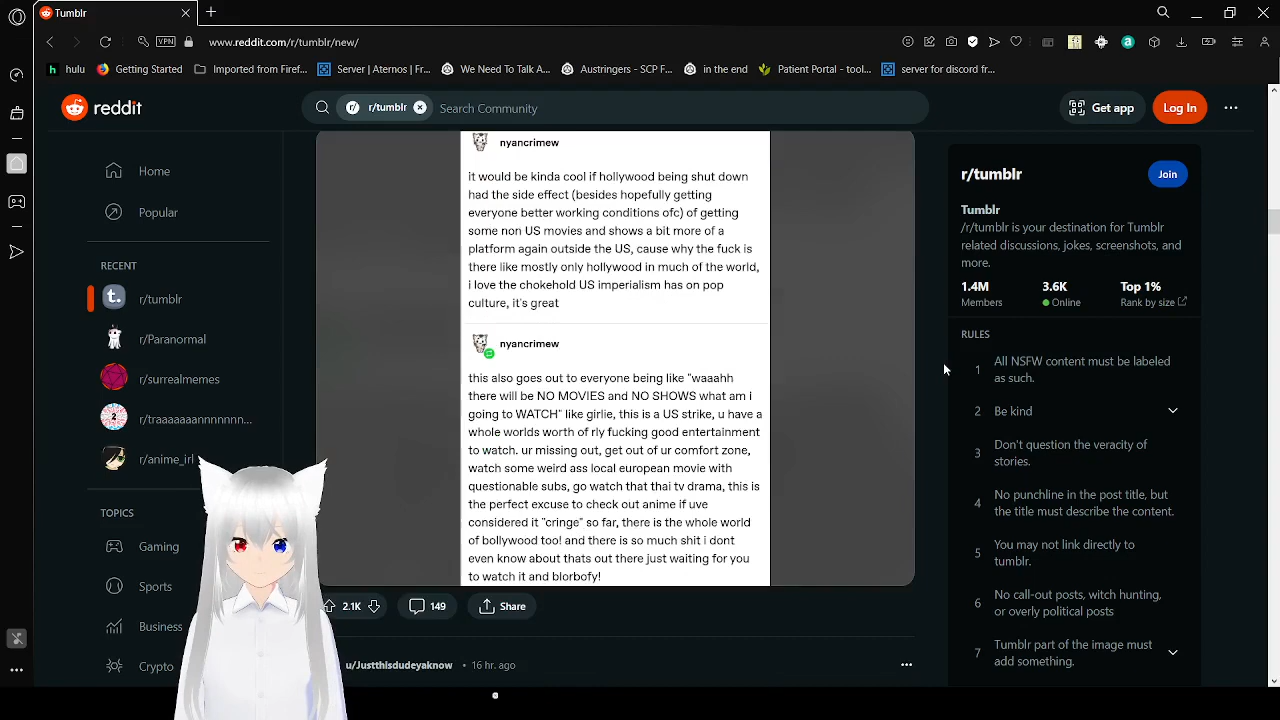 Tumblr
VPN
www.reddit.com/r/tumblr/new/
hulu
Getting Started
Imported from Firef...
Server | Aternos | Fr...
We Need To Talk A...
Austringers - SCP F...
in the end
Patient Portal - tool...
server for discord fr...
reddit
r/
r/tumblr
Search Community
Get app
Log In
Home
Popular
RECENT
r/tumblr
r/Paranormal
r/surrealmemes
r/traaaaaaannnnnnn...
r/anime_irl
TOPICS
Gaming
Sports
Business
Crypto
nyancrimew
it would be kinda cool if hollywood being shut down
had the side effect (besides hopefully getting
everyone better working conditions ofc) of getting
some non US movies and shows a bit more of a
platform again outside the US, cause why the fuck is
there like mostly only hollywood in much of the world,
i love the chokehold US imperialism has on pop
culture, it's great
nyancrimew
this also goes out to everyone being like "waaahh
there will be NO MOVIES and NO SHOWS what am i
going to WATCH" like girlie, this is a US strike, u have a
whole worlds worth of rly fucking good entertainment
to watch. ur missing out, get out of ur comfort zone,
watch some weird ass local european movie with
questionable subs, go watch that thai tv drama, this is
the perfect excuse to check out anime if uve
considered it "cringe" so far, there is the whole world
of bollywood too! and there is so much shit i dont
even know about thats out there just waiting for you
to watch it and blorbofy!
2.1K
149
Share
u/Justthisdudeyaknow • 16 hr. ago
r/tumblr
Join
Tumblr
/r/tumblr is your destination for Tumblr
related discussions, jokes, screenshots, and
more.
1.4M
Members
3.6K
Online
Top 1%
Rank by size
RULES
1 All NSFW content must be labeled
as such.
2 Be kind
3 Don't question the veracity of
stories.
4 No punchline in the post title, but
the title must describe the content.
5 You may not link directly to
tumblr.
6 No call-out posts, witch hunting,
or overly political posts
7 Tumblr part of the image must
add something.